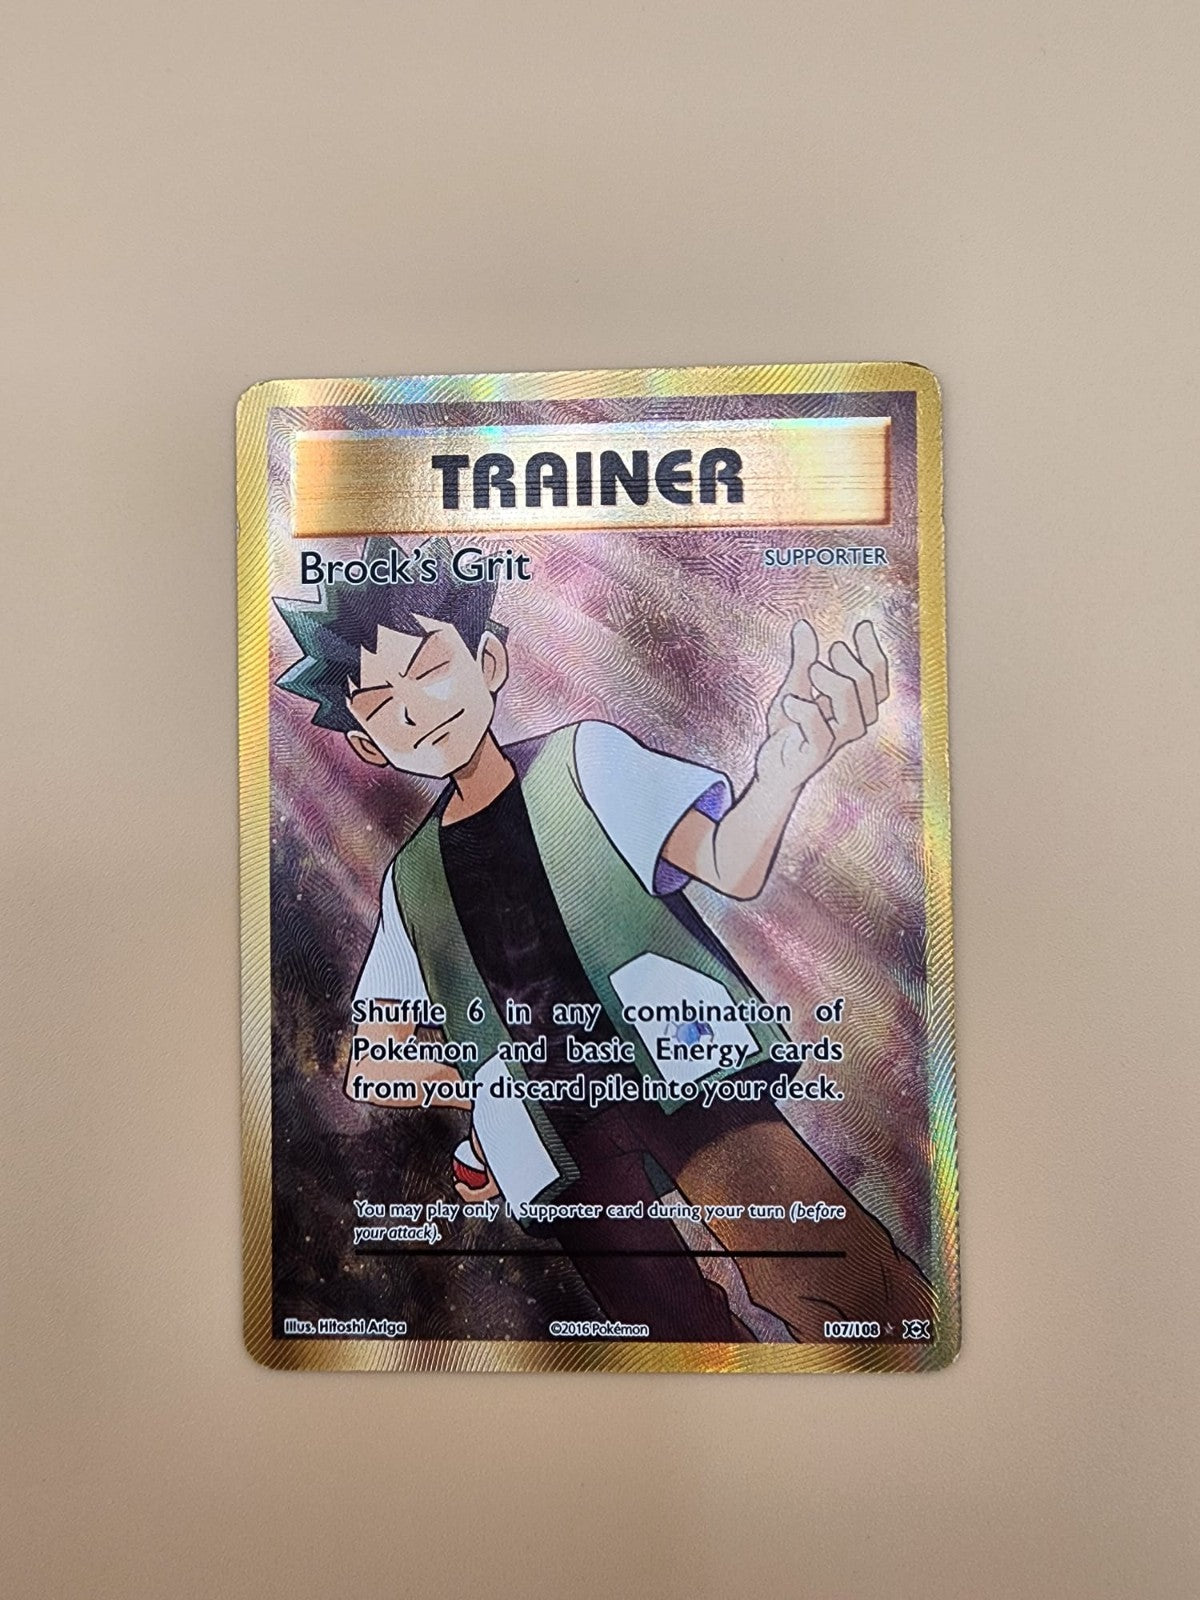 TRAINER
Brock's Grit
SUPPORTER
Shuffle 6 in any combination of
Pokémon and basic Energy cards
from your discard pile into your deck.
You may play only 1 Supporter card during your turn (before
your attack).
Illus. Hitoshi Ariga
©2016 Pokémon
107/108